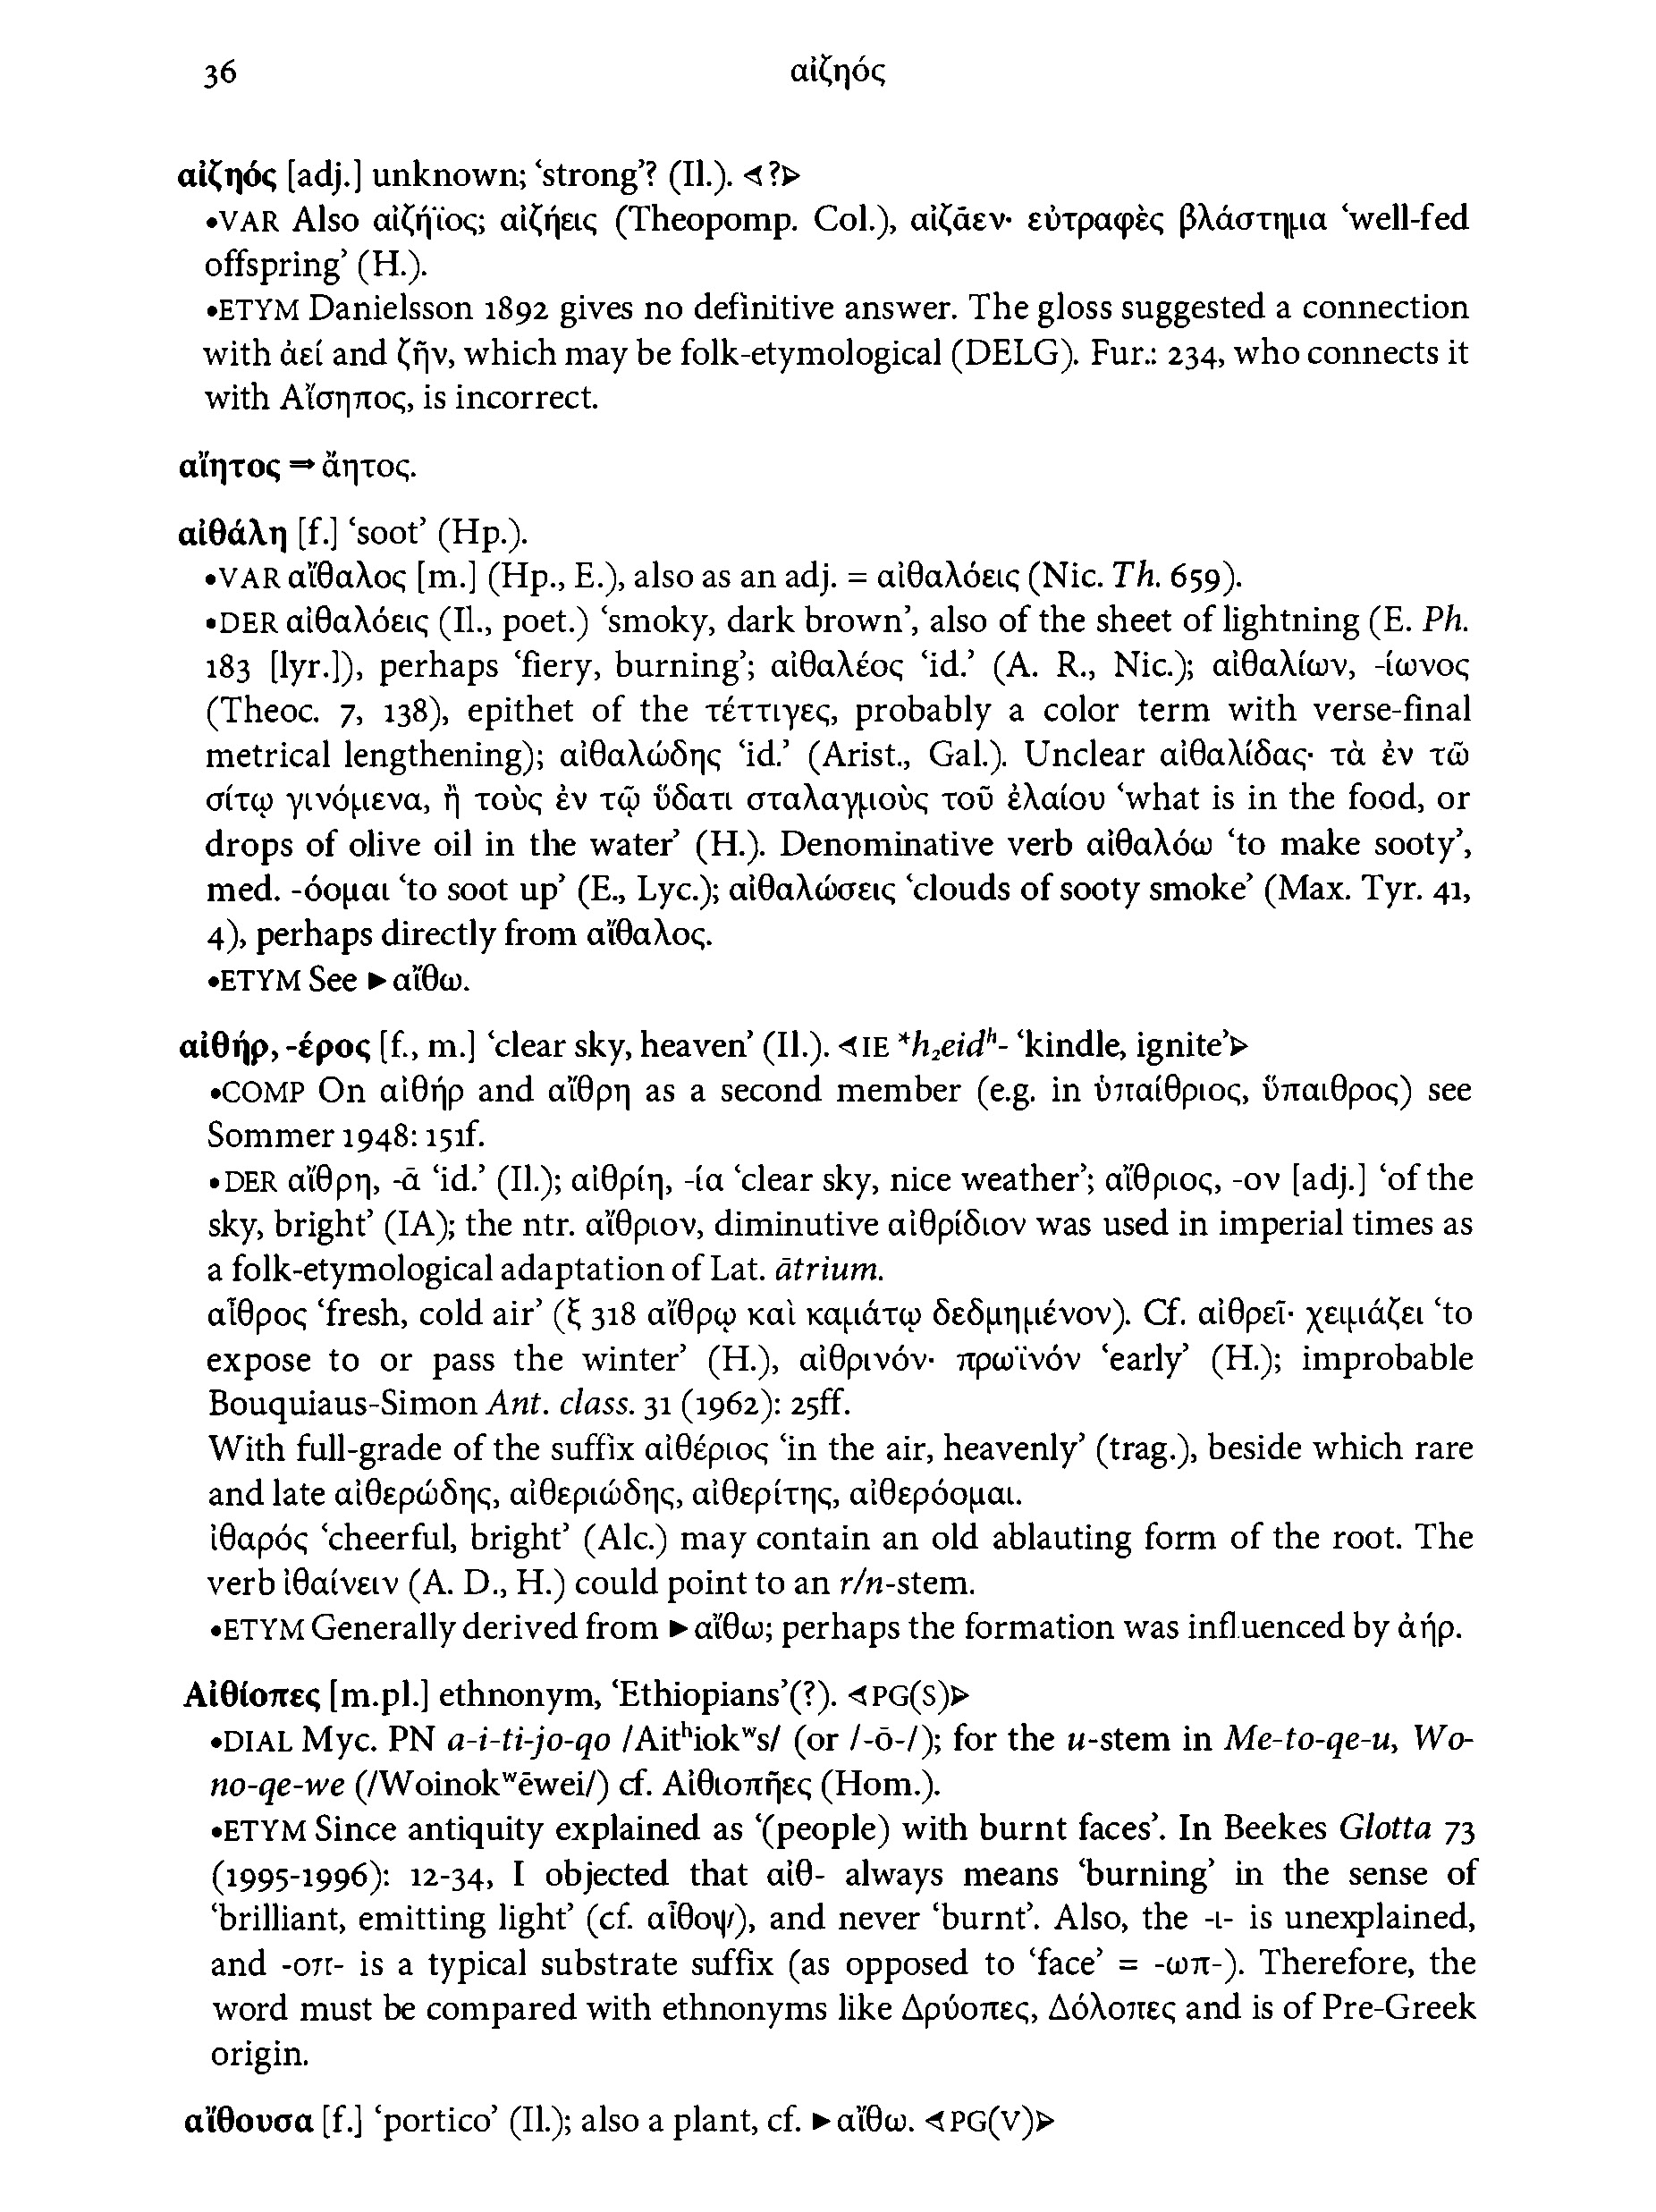 36 αἰζηός
αἰζηός [adj.] unknown; ‘strong’? (Il.). ⊲?⊳
•VAR Also αἰζήϊος; αἰζήεις (Theopomp. Col.), αἰζᾶεν· εὐτραφὲς βλάστημα ‘well-fed
offspring’ (H.).
•ETYM Danielsson 1892 gives no definitive answer. The gloss suggested a connection
with ἀεί and ζῆν, which may be folk-etymological (DELG). Fur.: 234, who connects it
with Αἴσηπος, is incorrect.
αἴητος ⇒ ἄητος.
αἰθάλη [f.] ‘soot’ (Hp.).
•VAR αἴθαλος [m.] (Hp., E.), also as an adj. = αἰθαλόεις (Nic. Th. 659).
•DER αἰθαλόεις (Il., poet.) ‘smoky, dark brown’, also of the sheet of lightning (E. Ph.
183 [lyr.]), perhaps ‘fiery, burning’; αἰθαλέος ‘id.’ (A. R., Nic.); αἰθαλίων, -ίωνος
(Theoc. 7, 138), epithet of the τέττιγες, probably a color term with verse-final
metrical lengthening); αἰθαλώδης ‘id.’ (Arist., Gal.). Unclear αἰθαλίδας· τὰ ἐν τῶ
σίτῳ γινόμενα, ἢ τοὺς ἐν τῷ ὕδατι σταλαγμοὺς τοῦ ἐλαίου ‘what is in the food, or
drops of olive oil in the water’ (H.). Denominative verb αἰθαλόω ‘to make sooty’,
med. -όομαι ‘to soot up’ (E., Lyc.); αἰθαλώσεις ‘clouds of sooty smoke’ (Max. Tyr. 41,
4), perhaps directly from αἴθαλος.
•ETYM See ►αἴθω.
αἰθήρ, -έρος [f., m.] ‘clear sky, heaven’ (Il.). ⊲IE *h₂eidʰ- ‘kindle, ignite’⊳
•COMP On αἰθήρ and αἴθρη as a second member (e.g. in ὑπαίθριος, ὕπαιθρος) see
Sommer 1948: 151f.
•DER αἴθρη, -ᾱ ‘id.’ (Il.); αἰθρίη, -ία ‘clear sky, nice weather’; αἴθριος, -ον [adj.] ‘of the
sky, bright’ (IA); the ntr. αἴθριον, diminutive αἰθρίδιον was used in imperial times as
a folk-etymological adaptation of Lat. ātrium.
αἶθρος ‘fresh, cold air’ (ξ 318 αἴθρῳ καὶ καμάτῳ δεδμημένον). Cf. αἰθρεῖ· χειμάζει ‘to
expose to or pass the winter’ (H.), αἰθρινόν· πρωϊνόν ‘early’ (H.); improbable
Bouquiaus-Simon Ant. class. 31 (1962): 25ff.
With full-grade of the suffix αἰθέριος ‘in the air, heavenly’ (trag.), beside which rare
and late αἰθερώδης, αἰθεριώδης, αἰθερίτης, αἰθερόομαι.
ἰθαρός ‘cheerful, bright’ (Alc.) may contain an old ablauting form of the root. The
verb ἰθαίνειν (A. D., H.) could point to an r/n-stem.
•ETYM Generally derived from ►αἴθω; perhaps the formation was influenced by ἀήρ.
Αἰθίοπες [m.pl.] ethnonym, ‘Ethiopians’(?). ⊲PG(S)⊳
•DIAL Myc. PN a-i-ti-jo-qo /Aitʰiokʷs/ (or /-ō-/); for the u-stem in Me-to-qe-u, Wo-
no-qe-we (/Woinokʷēwei/) cf. Αἰθιοπῆες (Hom.).
•ETYM Since antiquity explained as ‘(people) with burnt faces’. In Beekes Glotta 73
(1995-1996): 12-34, I objected that αἰθ- always means ‘burning’ in the sense of
‘brilliant, emitting light’ (cf. αἶθοψ), and never ‘burnt’. Also, the -ι- is unexplained,
and -οπ- is a typical substrate suffix (as opposed to ‘face’ = -ωπ-). Therefore, the
word must be compared with ethnonyms like Δρύοπες, Δόλοπες and is of Pre-Greek
origin.
αἴθουσα [f.] ‘portico’ (Il.); also a plant, cf. ►αἴθω. ⊲PG(V)⊳